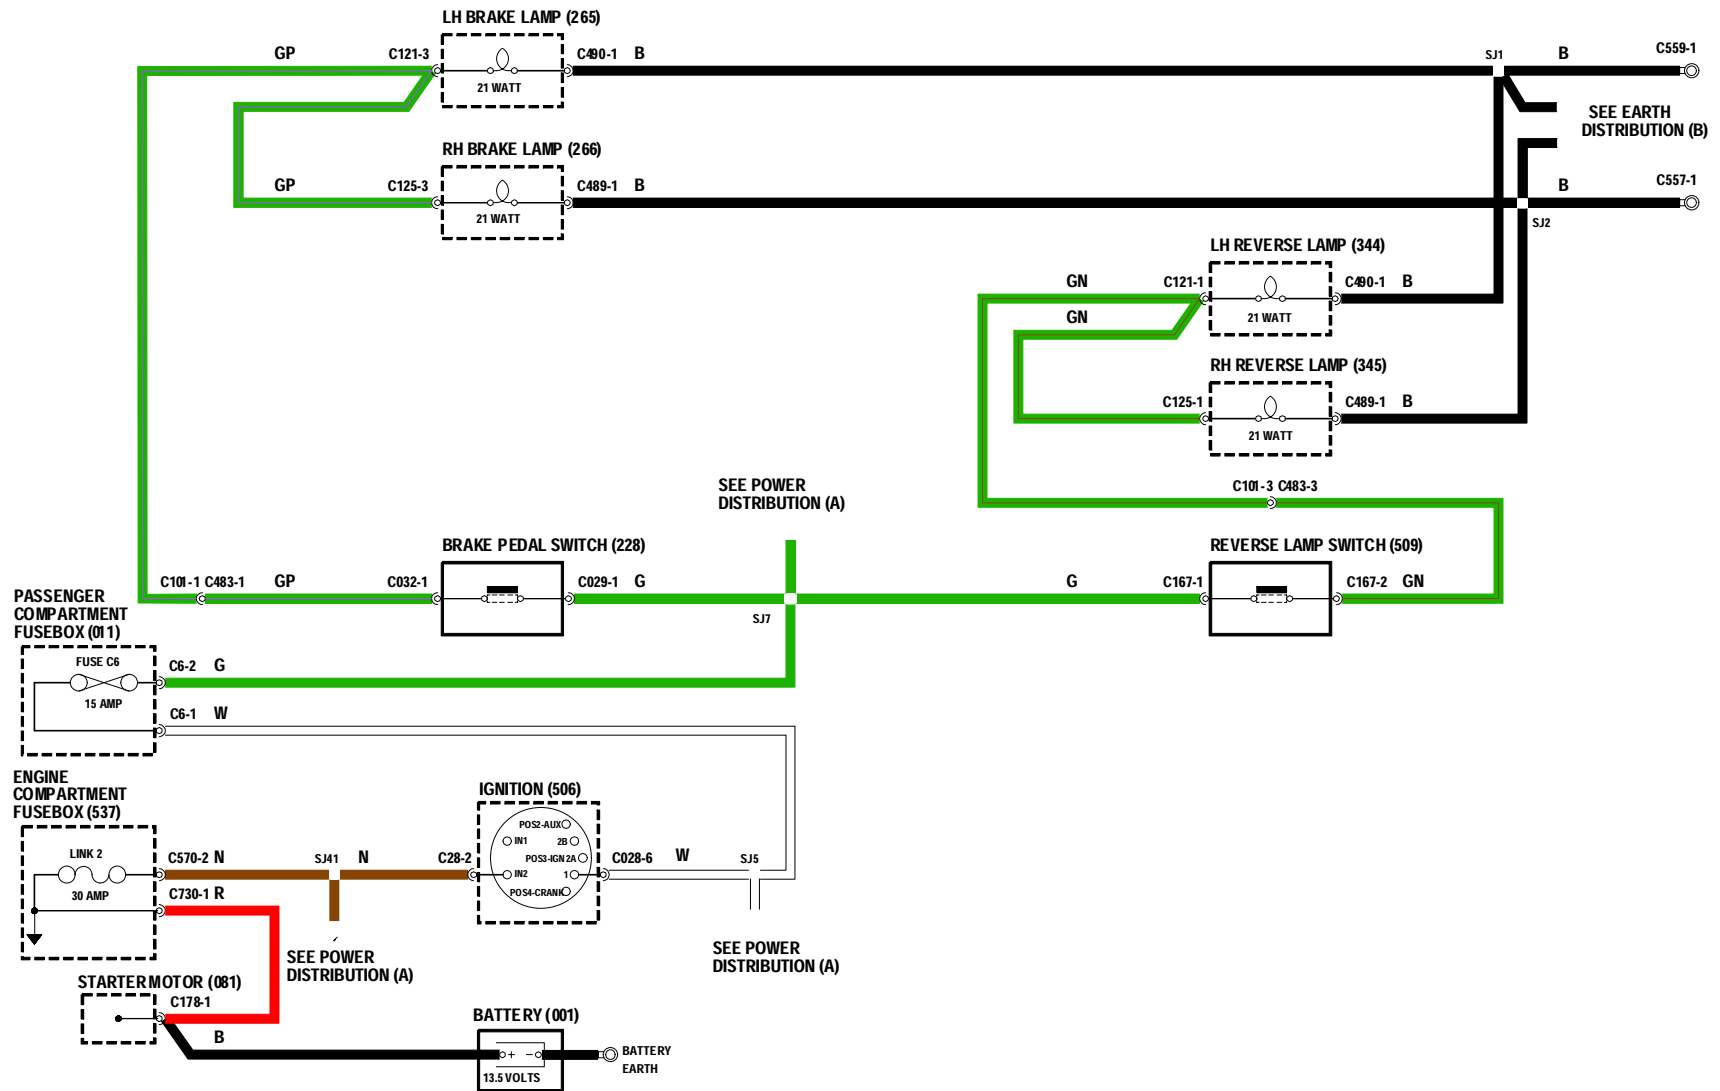 LH BRAKE LAMP (265)
GP
C121-3
C490-1
B
21 WATT
SJ1
B
C559-1
SEE EARTH
DISTRIBUTION (B)
RH BRAKE LAMP (266)
GP
C125-3
C489-1
B
21 WATT
B
C557-1
SJ2
LH REVERSE LAMP (344)
GN
C121-1
C490-1
B
GN
21 WATT
RH REVERSE LAMP (345)
C125-1
C489-1
B
21 WATT
SEE POWER
DISTRIBUTION (A)
C101-3 C483-3
BRAKE PEDAL SWITCH (228)
REVERSE LAMP SWITCH (509)
C101-1 C483-1
GP
C032-1
C029-1
G
G
C167-1
C167-2
GN
SJ7
PASSENGER
COMPARTMENT
FUSEBOX (011)
FUSE C6
15 AMP
C6-2
G
C6-1
W
ENGINE
COMPARTMENT
FUSEBOX (537)
LINK 2
30 AMP
C570-2 N
SJ41
N
C28-2
C730-1 R
IGNITION (506)
POS2-AUX
IN1
2B
POS3-IGN 2A
IN2
1
POS4-CRANK
C028-6
W
SJ5
SEE POWER
DISTRIBUTION (A)
SEE POWER
DISTRIBUTION (A)
STARTER MOTOR (081)
C178-1
B
BATTERY (001)
+
−
13.5 VOLTS
BATTERY
EARTH